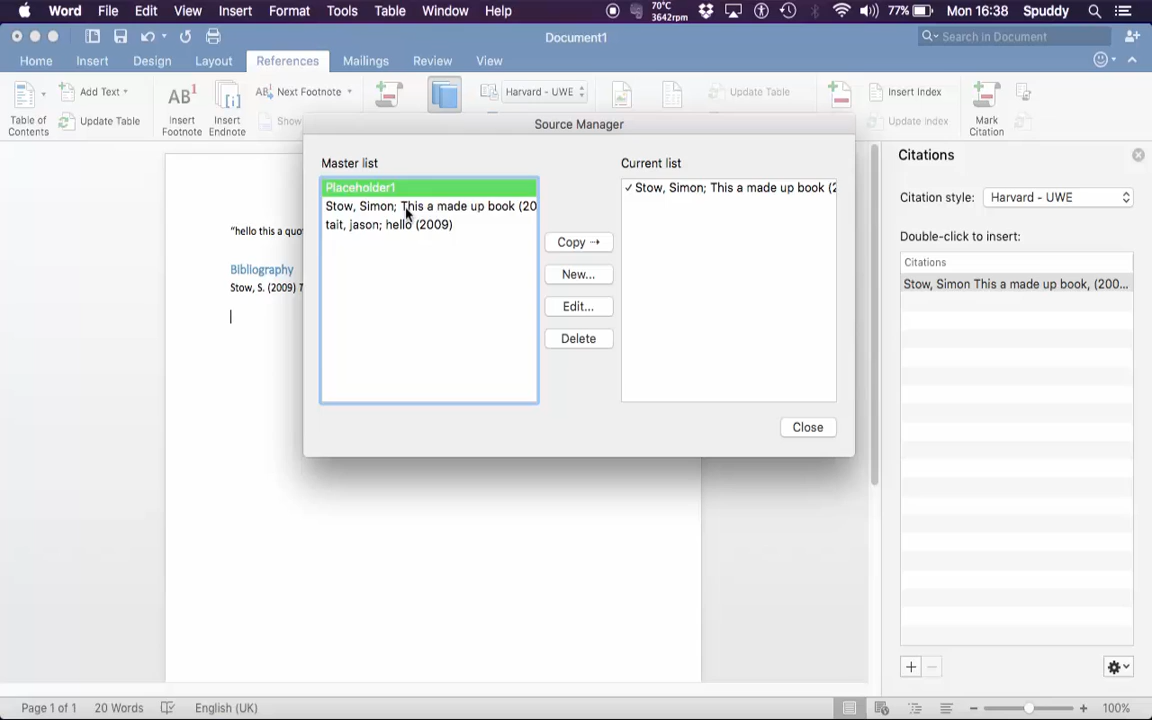 Word File Edit View Insert Format Tools Table Window Help 70°C 3642rpm 77% Mon 16:38 Spuddy
Document1
Search in Document
Home Insert Design Layout References Mailings Review View
Table of Contents
Add Text
Update Table
AB1 Insert Footnote
[i] Insert Endnote
AB1 Next Footnote
Show
Harvard - UWE
Update Table
Insert Index
Update Index
Mark Citation
"hello this a quo
Bibliography
Stow, S. (2009) T
Source Manager
Master list
Placeholder1
Stow, Simon; This a made up book (20
tait, jason; hello (2009)
Copy →
New...
Edit...
Delete
Current list
✓ Stow, Simon; This a made up book (2
Close
Citations
Citation style: Harvard - UWE
Double-click to insert:
Citations
Stow, Simon This a made up book, (200...
Page 1 of 1 20 Words English (UK) 100%